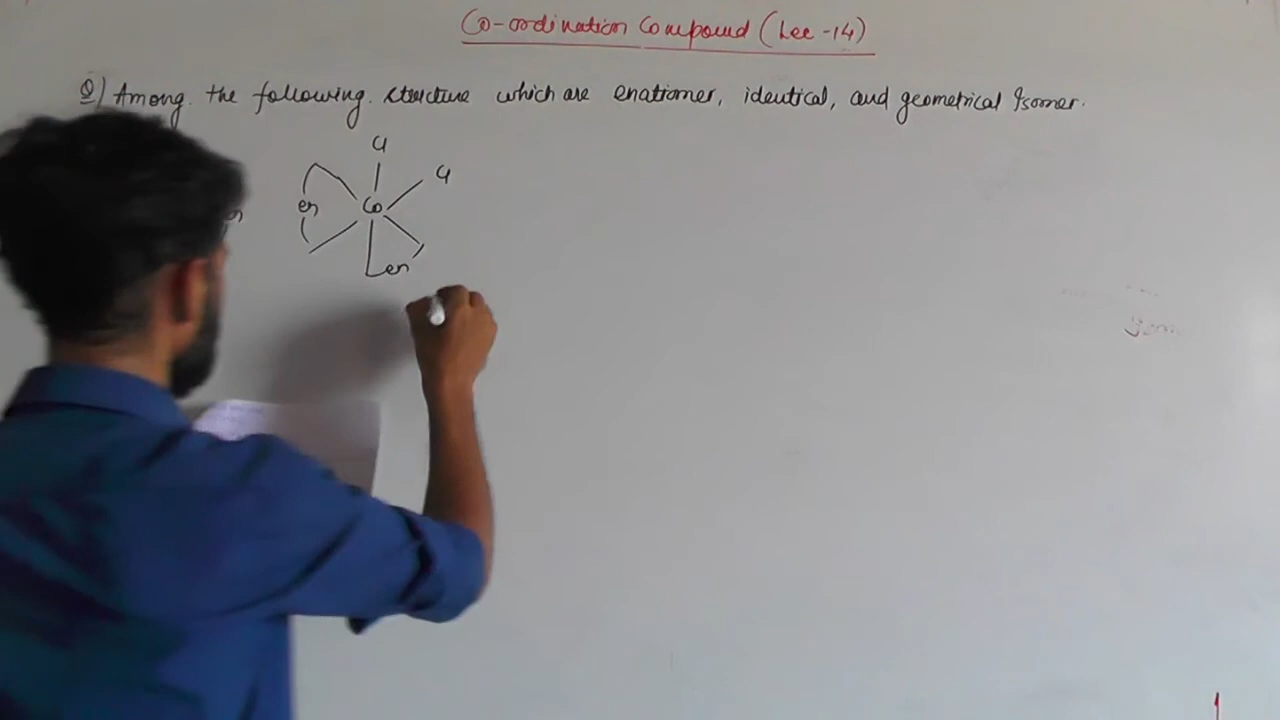 Co-ordination Compound (Lec-14)
Q) Among the following structure which are enationer, identical, and geometrical Isomer.
Cl
Cl
en Co
en